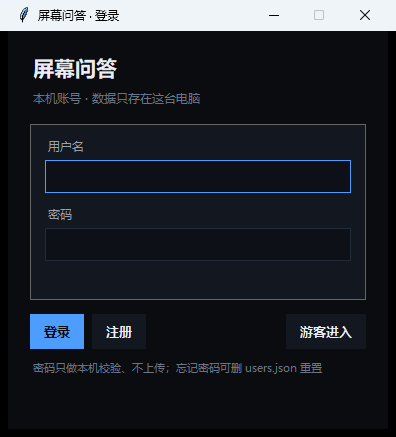 屏幕问答 · 登录
屏幕问答
本机账号 · 数据只存在这台电脑
用户名
密码
登录 注册 游客进入
密码只做本机校验、不上传；忘记密码可删 users.json 重置